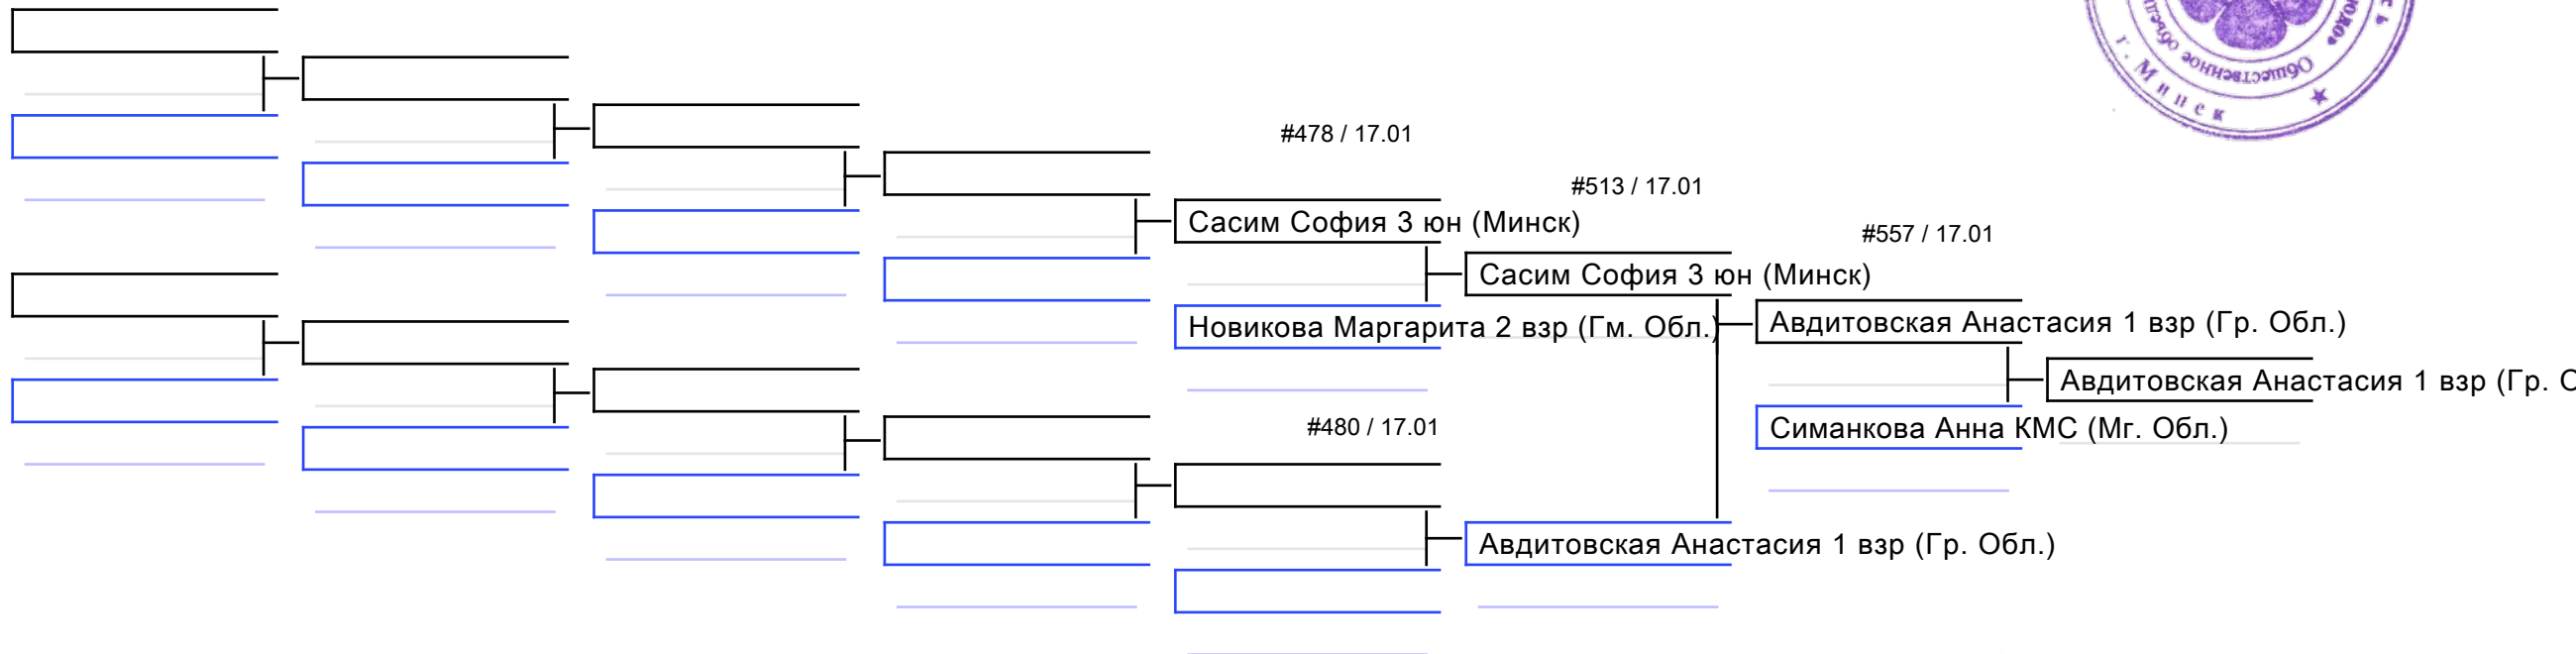 #478 / 17.01
#513 / 17.01
Сасим София 3 юн (Минск)
#557 / 17.01
Сасим София 3 юн (Минск)
Новикова Маргарита 2 взр (Гм. Обл.)
Авдитовская Анастасия 1 взр (Гр. Обл.)
Авдитовская Анастасия 1 взр (Гр. О
#480 / 17.01
Симанкова Анна КМС (Мг. Обл.)
Авдитовская Анастасия 1 взр (Гр. Обл.)
Общественное
г. Минск